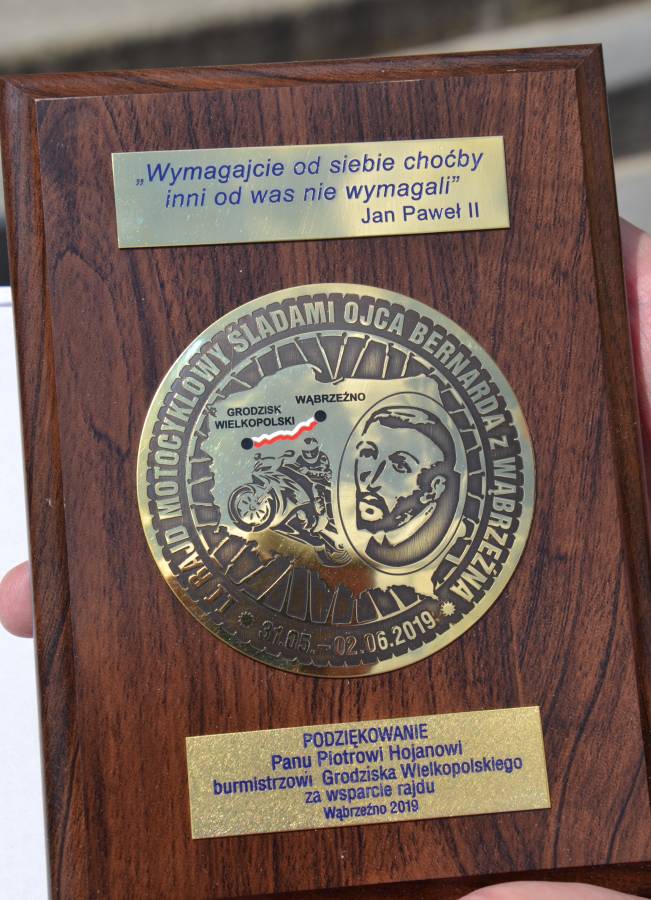 „Wymagajcie od siebie choćby
inni od was nie wymagali”
Jan Paweł II
II RAJD MOTOCYKLOWY ŚLADAMI OJCA BERNARDA z WĄBRZEŹNA
WĄBRZEŹNO
GRODZISK
WIELKOPOLSKI
31.05.–02.06.2019
PODZIĘKOWANIE
Panu Piotrowi Hojanowi
burmistrzowi Grodziska Wielkopolskiego
za wsparcie rajdu
Wąbrzeźno 2019